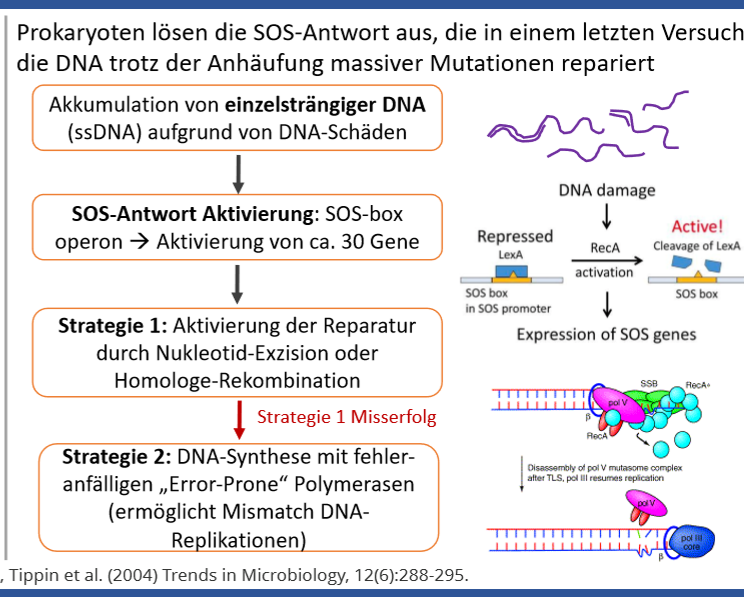 Prokaryoten lösen die SOS-Antwort aus, die in einem letzten Versuch
die DNA trotz der Anhäufung massiver Mutationen repariert
Akkumulation von einzelsträngiger DNA
(ssDNA) aufgrund von DNA-Schäden
SOS-Antwort Aktivierung: SOS-box
operon → Aktivierung von ca. 30 Gene
Strategie 1: Aktivierung der Reparatur
durch Nukleotid-Exzision oder
Homologe-Rekombination
Strategie 1 Misserfolg
Strategie 2: DNA-Synthese mit fehler-
anfälligen „Error-Prone“ Polymerasen
(ermöglicht Mismatch DNA-
Replikationen)
DNA damage
Repressed
LexA
SOS box
in SOS promoter
RecA
activation
Active!
Cleavage of LexA
SOS box
Expression of SOS genes
SSB
RecA*
pol V
β
RecA
Disassembly of pol V mutasome complex
after TLS, pol III resumes replication
pol V
pol III
core
β
, Tippin et al. (2004) Trends in Microbiology, 12(6):288-295.